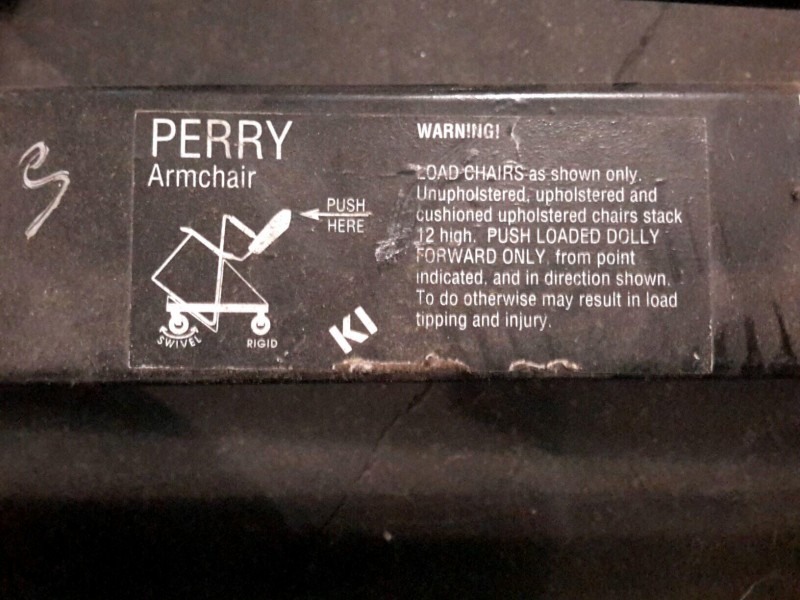 PERRY
Armchair
PUSH
HERE
SWIVEL
RIGID
KI
WARNING!
LOAD CHAIRS as shown only.
Unupholstered, upholstered and
cushioned upholstered chairs stack
12 high. PUSH LOADED DOLLY
FORWARD ONLY, from point
indicated, and in direction shown.
To do otherwise may result in load
tipping and injury.